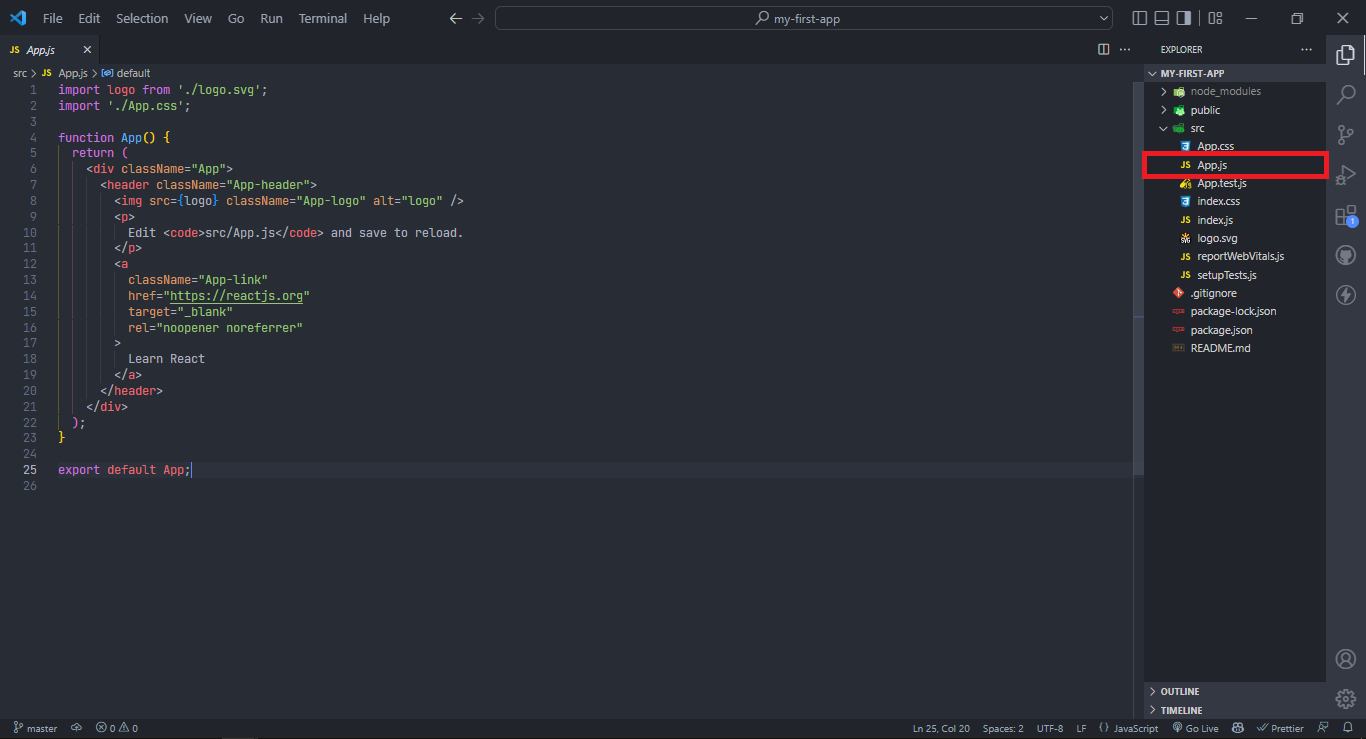 File Edit Selection View Go Run Terminal Help
my-first-app
JS App.js
src > JS App.js > default
1 import logo from './logo.svg';
2 import './App.css';
3
4 function App() {
5 return (
6 <div className="App">
7 <header className="App-header">
8 <img src={logo} className="App-logo" alt="logo" />
9 <p>
10 Edit <code>src/App.js</code> and save to reload.
11 </p>
12 <a
13 className="App-link"
14 href="https://reactjs.org"
15 target="_blank"
16 rel="noopener noreferrer"
17 >
18 Learn React
19 </a>
20 </header>
21 </div>
22 );
23 }
24
25 export default App;
26
EXPLORER
MY-FIRST-APP
node_modules
public
src
App.css
JS App.js
App.test.js
index.css
JS index.js
logo.svg
JS reportWebVitals.js
JS setupTests.js
.gitignore
package-lock.json
package.json
README.md
OUTLINE
TIMELINE
1
master 0 0 Ln 25, Col 20 Spaces: 2 UTF-8 LF {} JavaScript Go Live Prettier